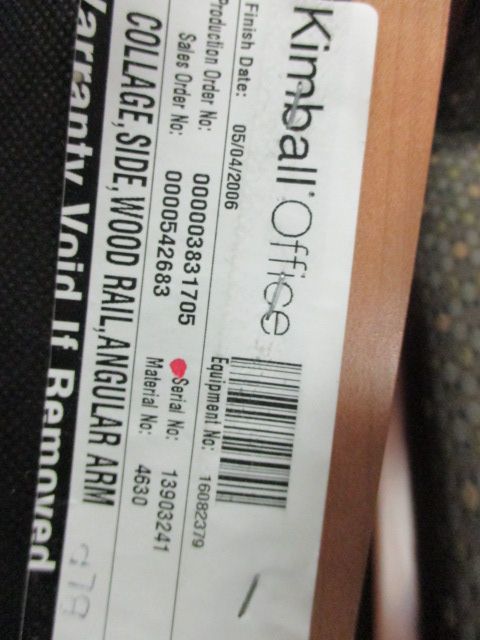 Kimball Office
Finish Date: 05/04/2006
Equipment No: 16082379
Production Order No: 000003831705
Serial No: 13903241
Sales Order No: 0000542683
Material No: 4630
COLLAGE,SIDE,WOOD RAIL,ANGULAR ARM
Warranty Void If Removed